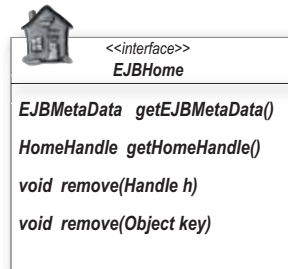 <<interface>>
EJBHome
EJBMetaData getEJBMetaData()
HomeHandle getHomeHandle()
void remove(Handle h)
void remove(Object key)